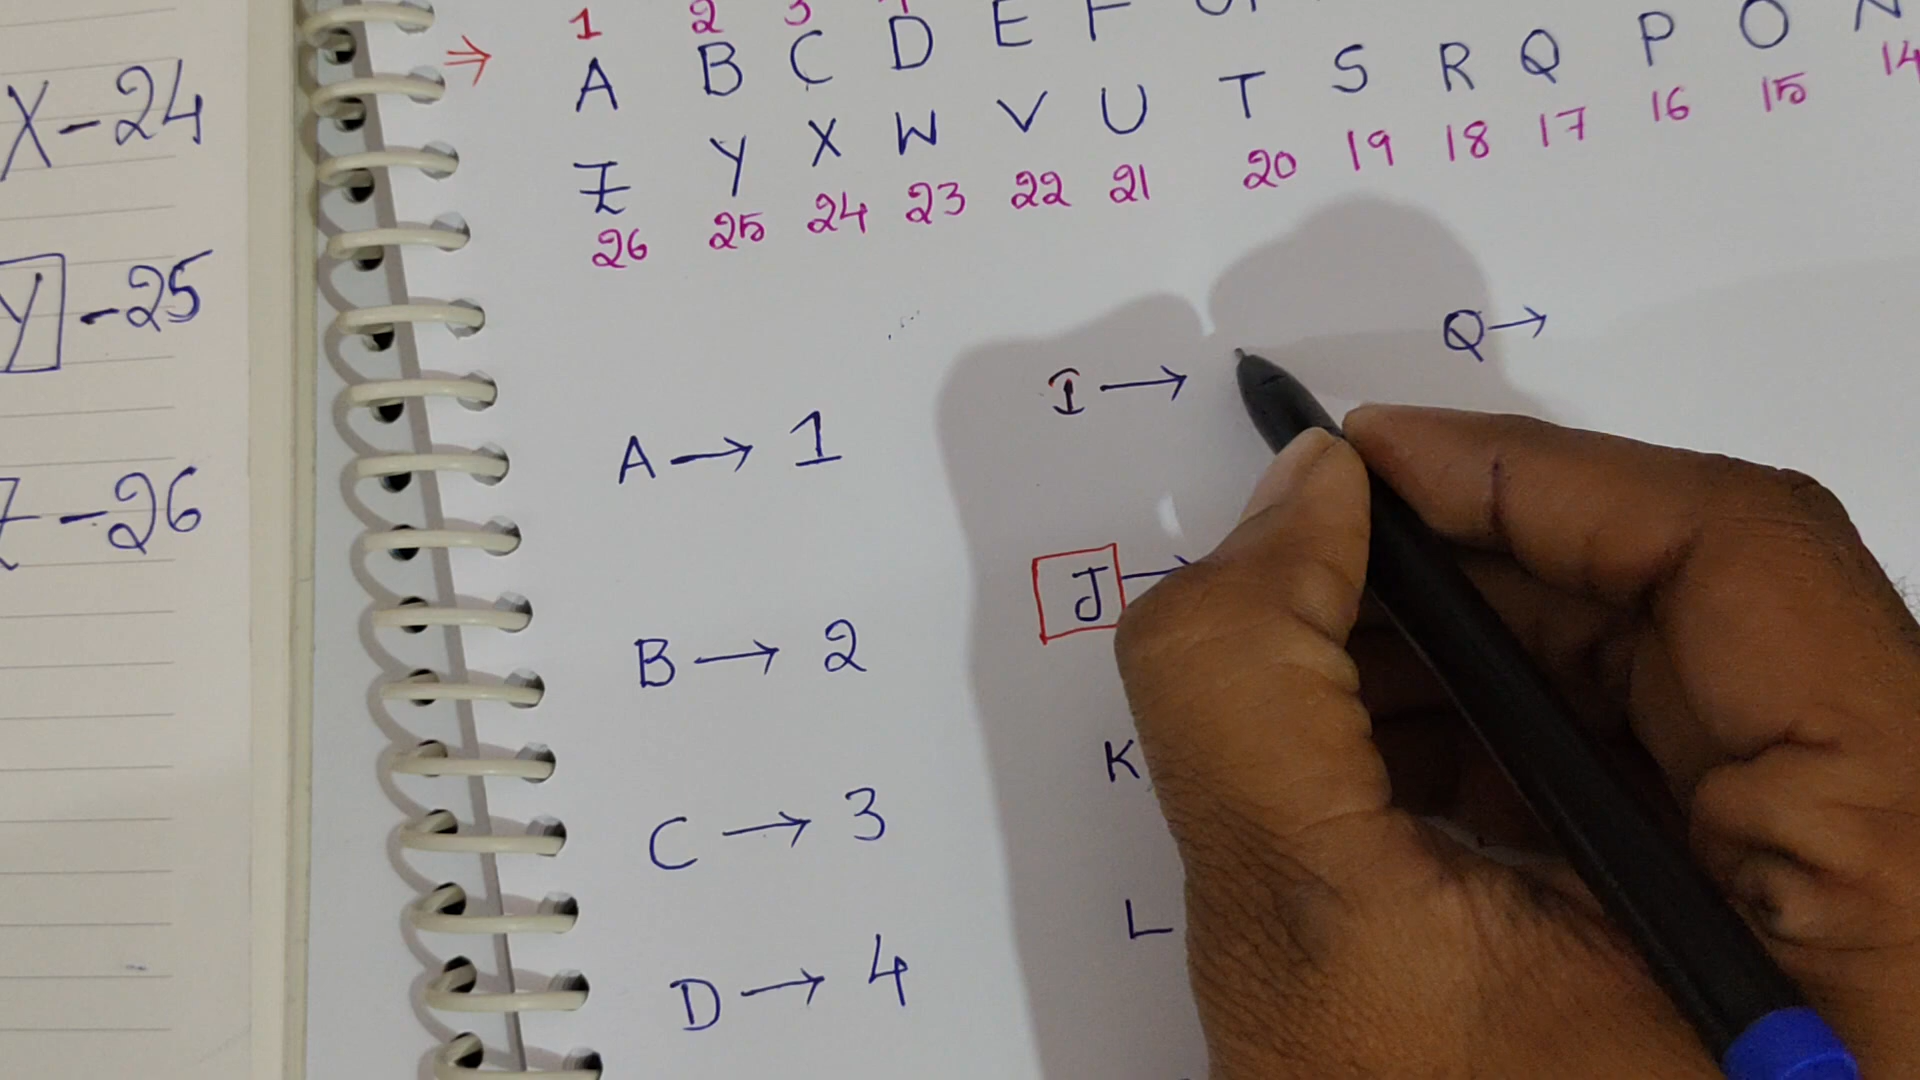 X-24
Y-25
Z-26
1 2 3
A B C D E F
Z Y X W V U T S R Q P O N
26 25 24 23 22 21 20 19 18 17 16 15 14
A → 1
B → 2
C → 3
D → 4
I →
J →
K
L
Q →